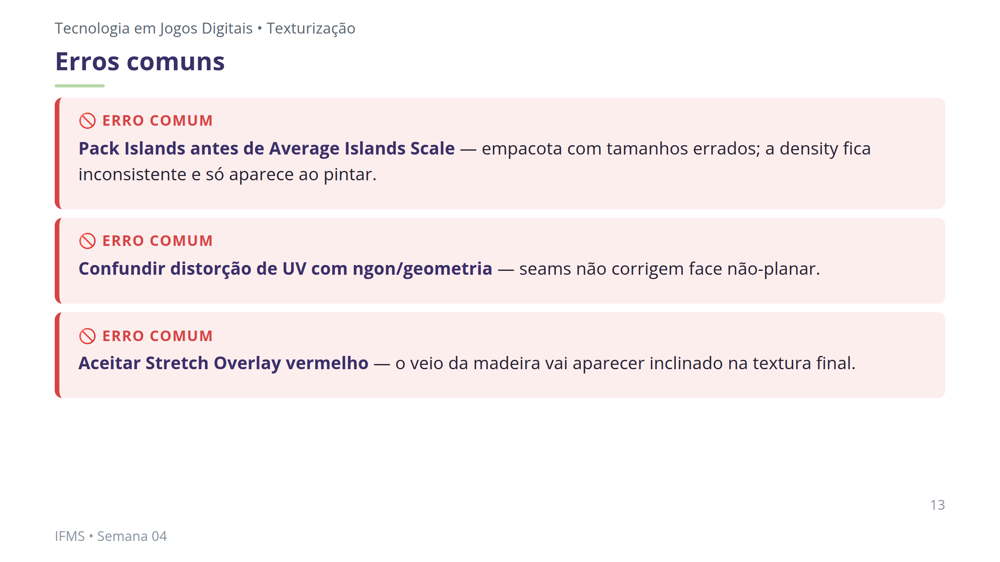 Tecnologia em Jogos Digitais • Texturização
Erros comuns
🚫 ERRO COMUM
Pack Islands antes de Average Islands Scale — empacota com tamanhos errados; a density fica
inconsistente e só aparece ao pintar.
🚫 ERRO COMUM
Confundir distorção de UV com ngon/geometria — seams não corrigem face não-planar.
🚫 ERRO COMUM
Aceitar Stretch Overlay vermelho — o veio da madeira vai aparecer inclinado na textura final.
13
IFMS • Semana 04